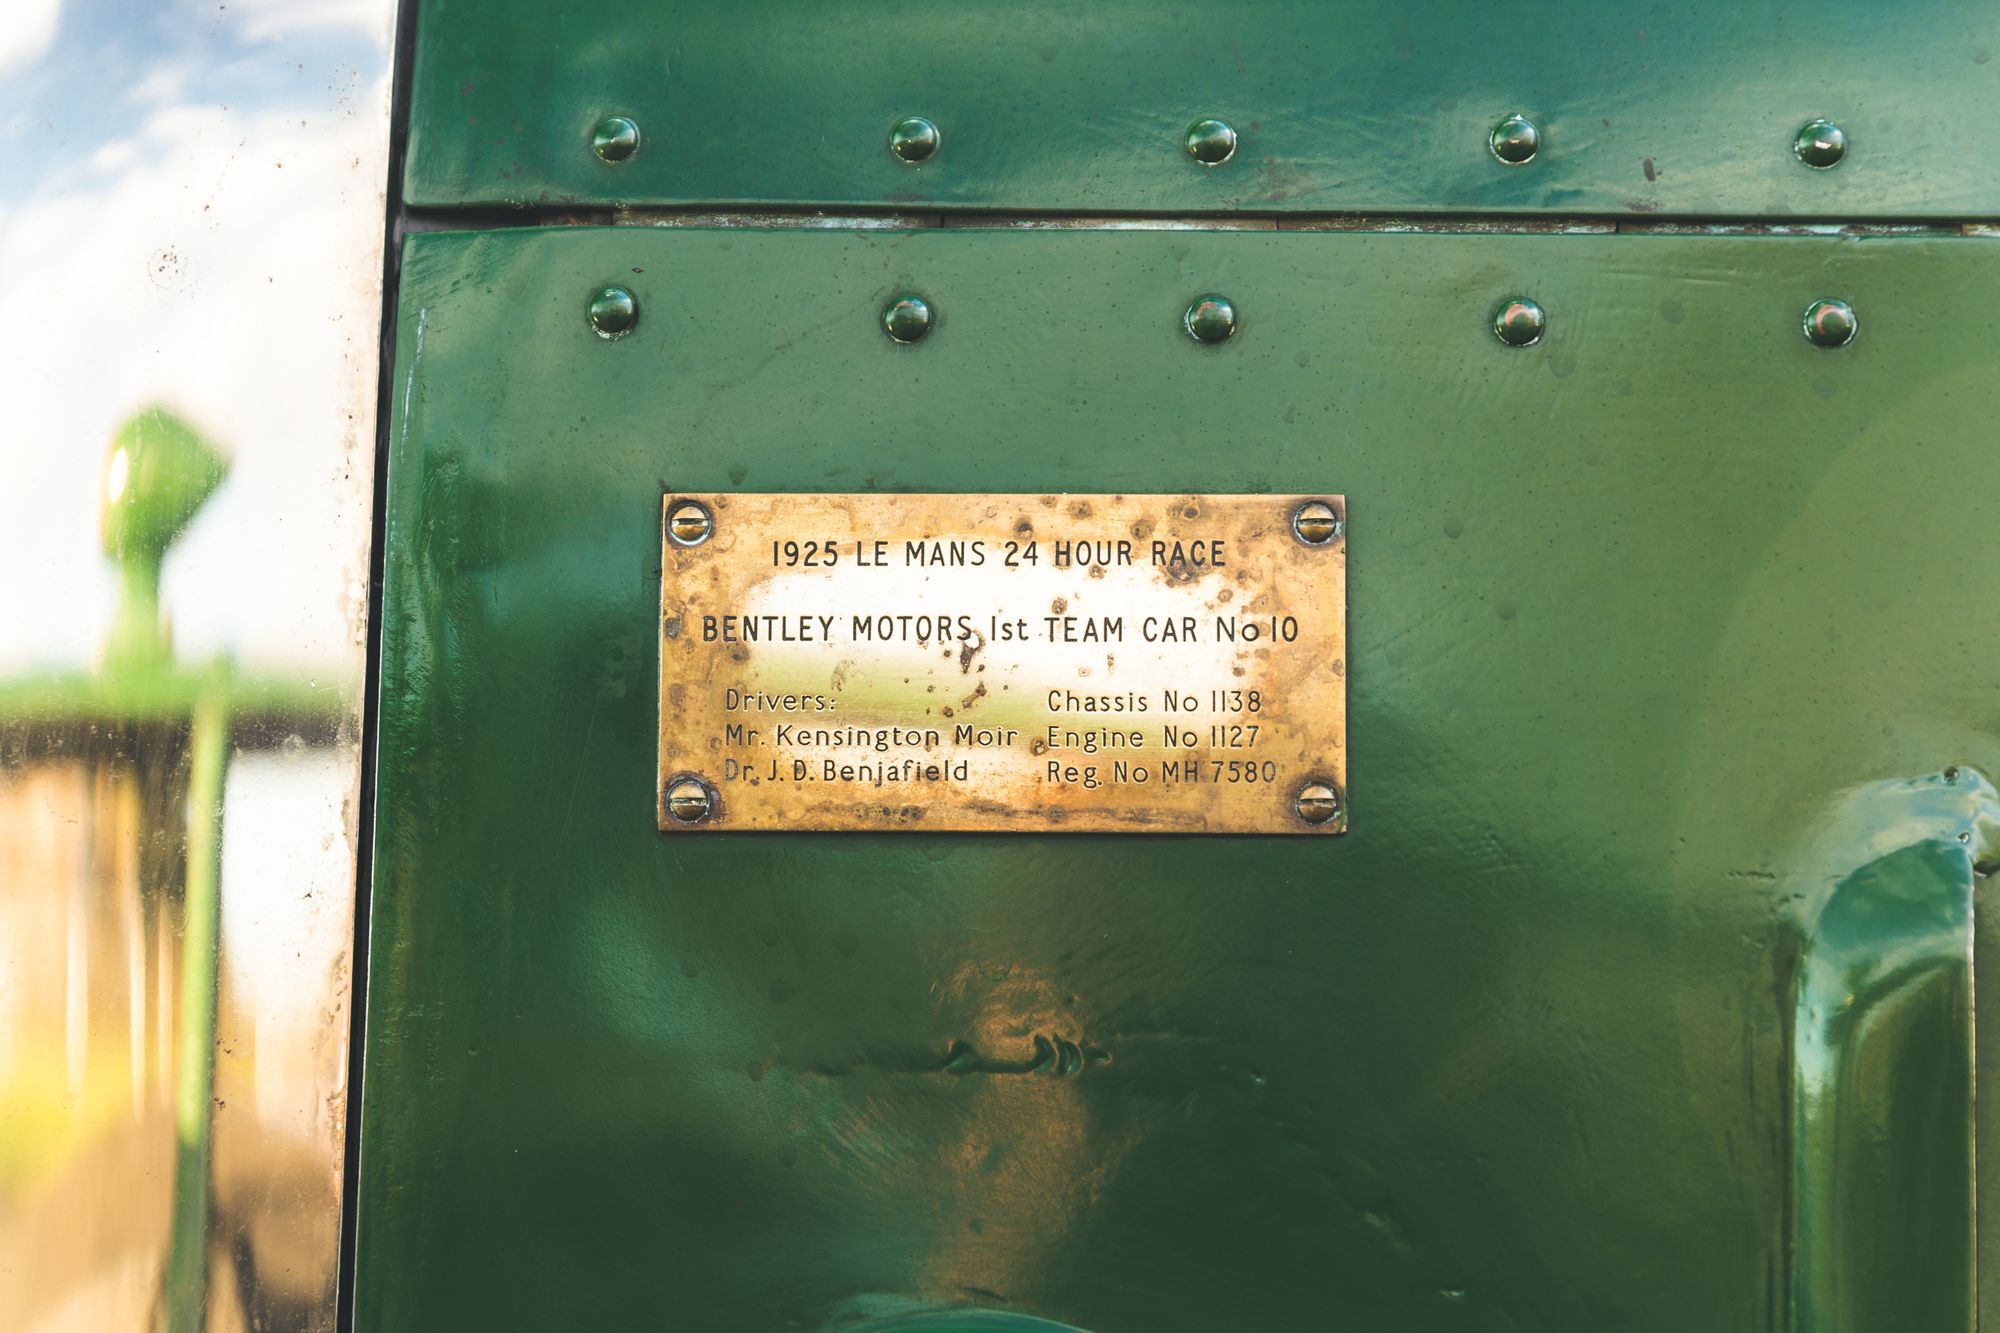 1925 LE MANS 24 HOUR RACE
BENTLEY MOTORS 1st TEAM CAR No 10
Drivers:
Mr. Kensington Moir
Dr. J. D. Benjafield
Chassis No 1138
Engine No 1127
Reg. No MH 7580